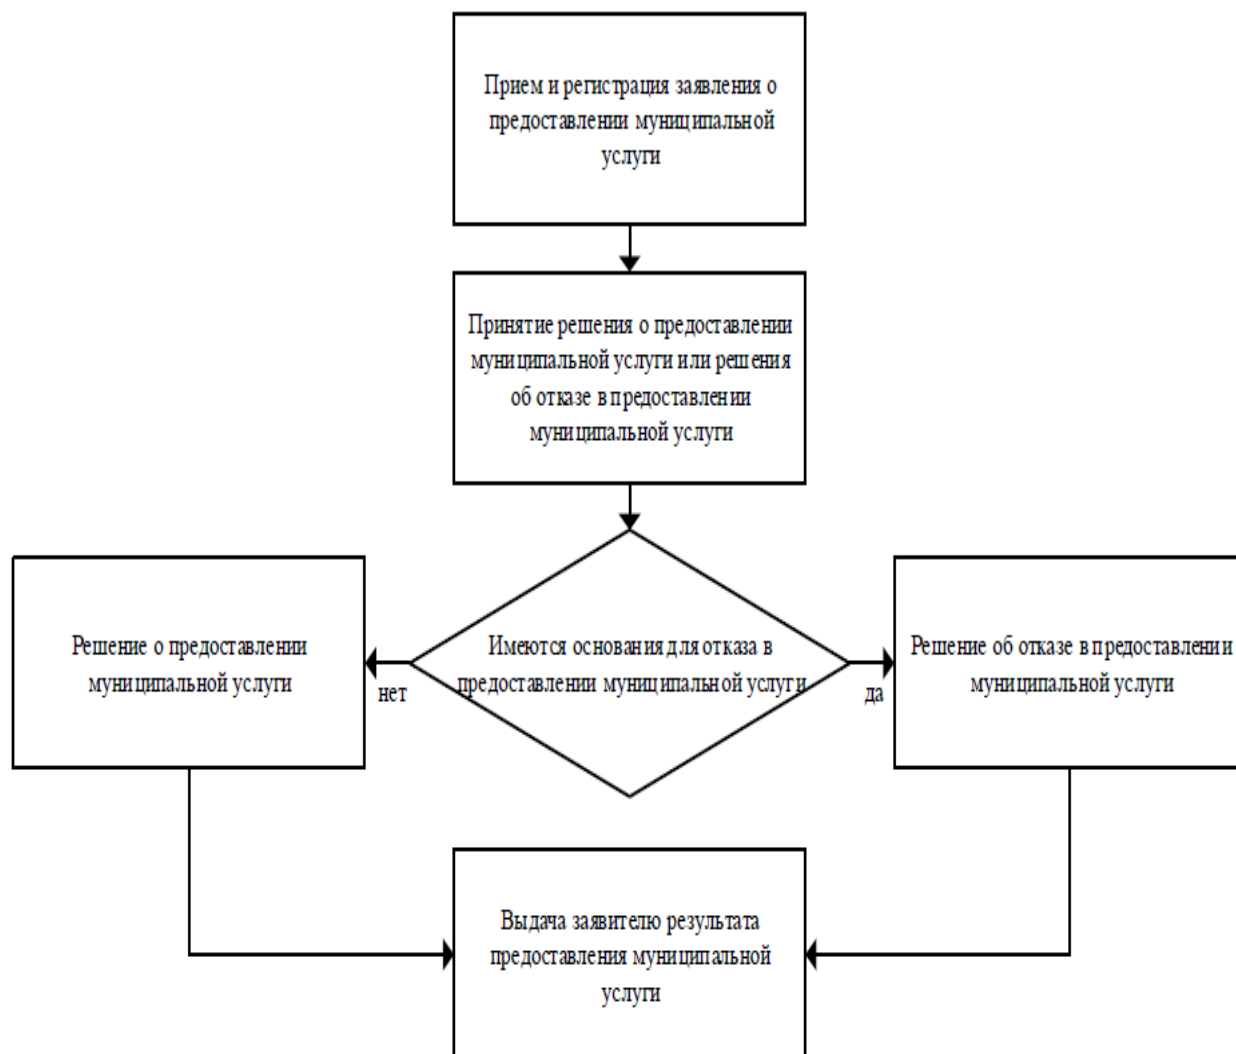 Прием и регистрация заявления о
предоставлении муниципальной
услуги
Принятие решения о предоставлении
муниципальной услуги или решения
об отказе в предоставлении
муниципальной услуги
Решение о предоставлении
муниципальной услуги
нет
Имеются основания для отказа в
предоставлении муниципальной услуги
да
Решение об отказе в предоставлении
муниципальной услуги
Выдача заявителю результата
предоставления муниципальной
услуги